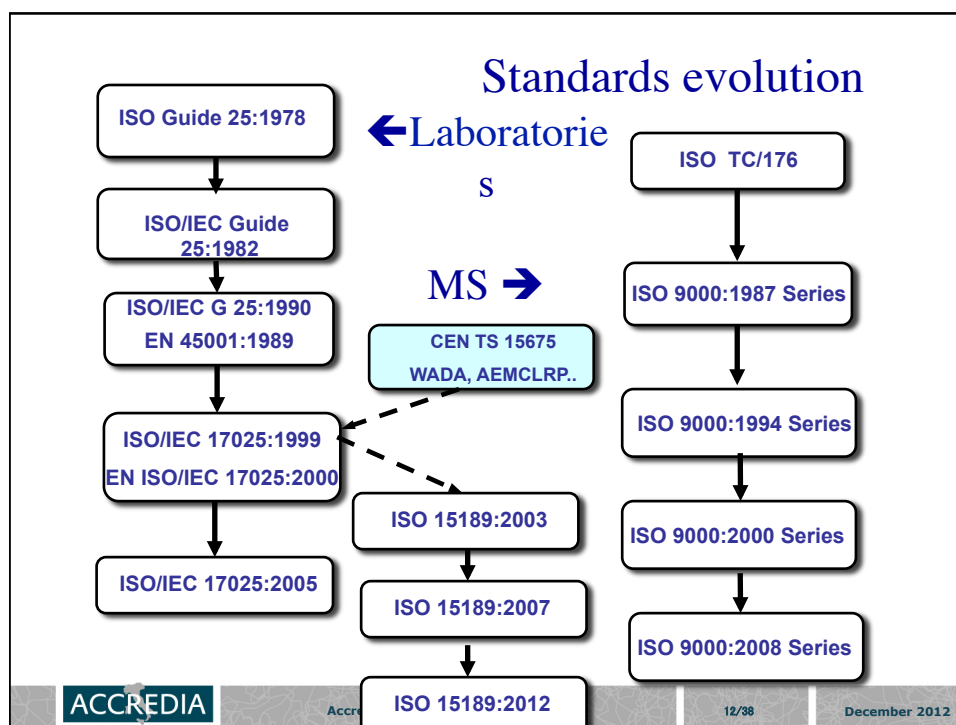 Standards evolution
←Laboratorie
s
MS →
ISO Guide 25:1978
ISO/IEC Guide
25:1982
ISO/IEC G 25:1990
EN 45001:1989
ISO/IEC 17025:1999
EN ISO/IEC 17025:2000
ISO/IEC 17025:2005
CEN TS 15675
WADA, AEMCLRP..
ISO 15189:2003
ISO 15189:2007
ISO 15189:2012
ISO TC/176
ISO 9000:1987 Series
ISO 9000:1994 Series
ISO 9000:2000 Series
ISO 9000:2008 Series
ACCREDIA
12/38
December 2012